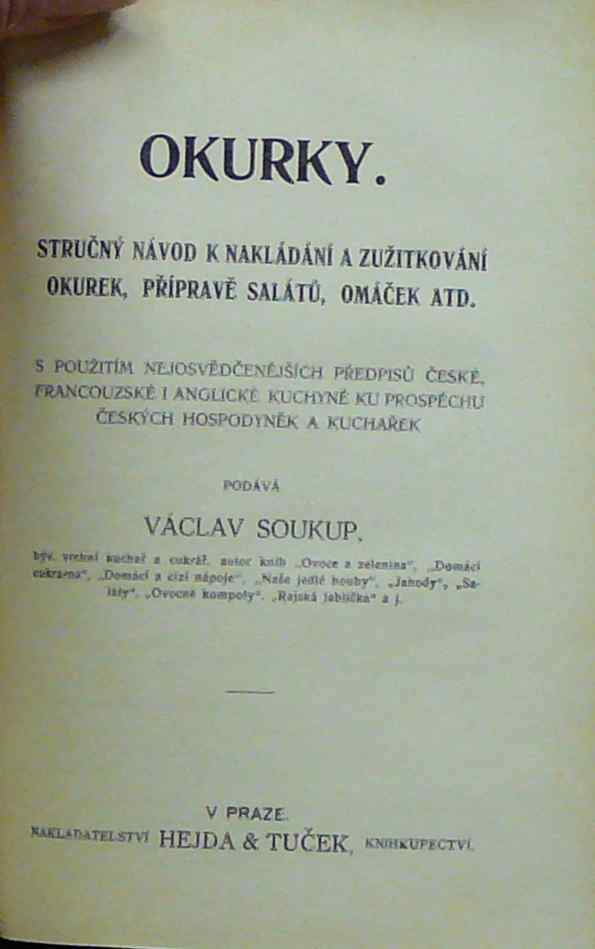 OKURKY.
STRUČNÝ NÁVOD K NAKLÁDÁNÍ A ZUŽITKOVÁNÍ
OKUREK, PŘÍPRAVĚ SALÁTŮ, OMÁČEK ATD.
S POUŽITÍM NEJOSVĚDČENĚJŠÍCH PŘEDPISŮ ČESKÉ,
FRANCOUZSKÉ I ANGLICKÉ KUCHYNĚ KU PROSPĚCHU
ČESKÝCH HOSPODYNĚK A KUCHAŘEK
PODÁVÁ
VÁCLAV SOUKUP,
býv. vrchní kuchař a cukrář, autor knih „Ovoce a zelenina“, „Domácí
cukrárna“, „Domácí a cizí nápoje“, „Naše jedlé houby“, „Jahody“, „Sa-
láty“, „Ovocné kompoty“, „Rajská jablíčka“ a j.
V PRAZE.
NAKLADATELSTVÍ HEJDA & TUČEK, KNIHKUPECTVÍ.